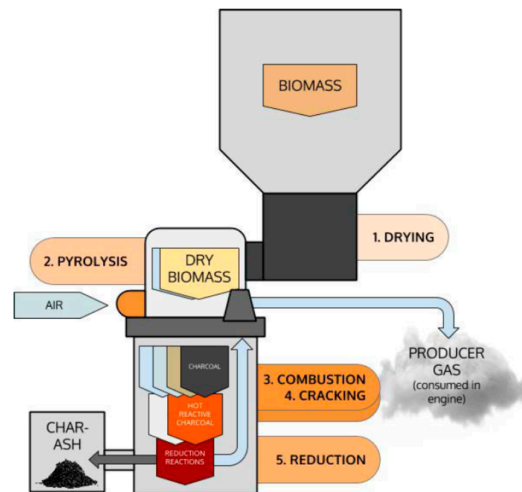 BIOMASS
1. DRYING
2. PYROLYSIS
DRY
BIOMASS
AIR
PRODUCER
GAS
(consumed in
engine)
CHARCOAL
3. COMBUSTION
4. CRACKING
HOT
REACTIVE
CHARCOAL
CHAR-
ASH
REDUCTION
REACTIONS
5. REDUCTION